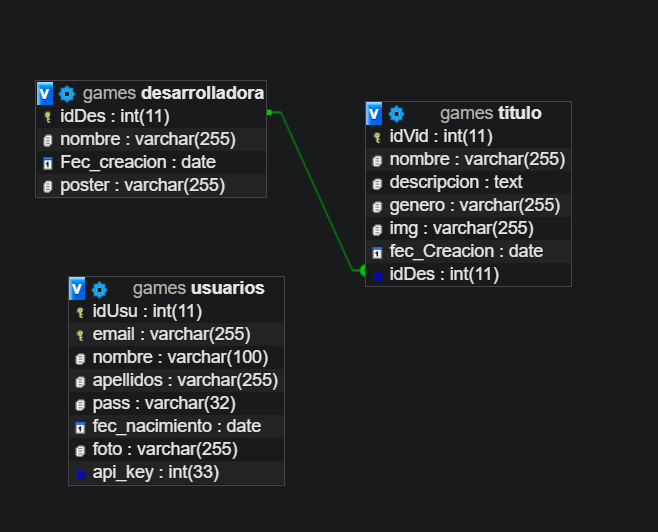 V games desarrolladora
idDes : int(11)
nombre : varchar(255)
Fec_creacion : date
poster : varchar(255)
V games titulo
idVid : int(11)
nombre : varchar(255)
descripcion : text
genero : varchar(255)
img : varchar(255)
fec_Creacion : date
# idDes : int(11)
V games usuarios
idUsu : int(11)
email : varchar(255)
nombre : varchar(100)
apellidos : varchar(255)
pass : varchar(32)
fec_nacimiento : date
foto : varchar(255)
# api_key : int(33)